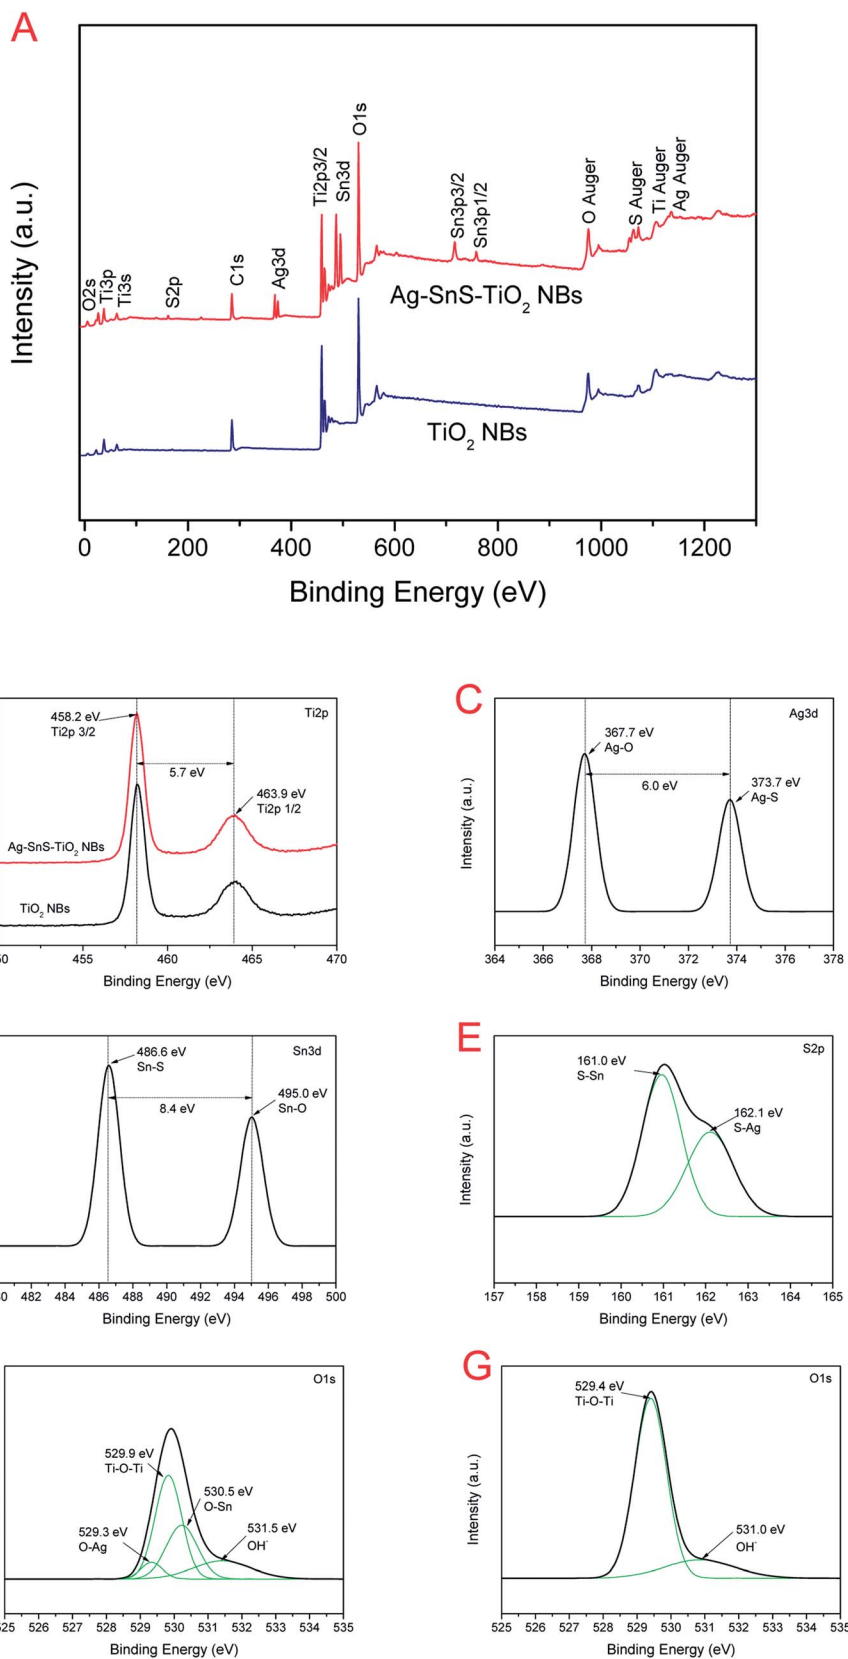 A
Intensity (a.u.)
O2s
Ti3p
Ti3s
S2p
C1s
Ag3d
Ti2p3/2
Sn3d
O1s
Sn3p3/2
Sn3p1/2
O Auger
S Auger
Ti Auger
Ag Auger
Ag-SnS-TiO₂ NBs
TiO₂ NBs
0 200 400 600 800 1000 1200
Binding Energy (eV)
Ti2p
458.2 eV
Ti2p 3/2
5.7 eV
463.9 eV
Ti2p 1/2
Ag-SnS-TiO₂ NBs
TiO₂ NBs
455 460 465 470
Binding Energy (eV)
C
Intensity (a.u.)
Ag3d
367.7 eV
Ag-O
6.0 eV
373.7 eV
Ag-S
364 366 368 370 372 374 376 378
Binding Energy (eV)
Sn3d
486.6 eV
Sn-S
8.4 eV
495.0 eV
Sn-O
482 484 486 488 490 492 494 496 498 500
Binding Energy (eV)
E
Intensity (a.u.)
S2p
161.0 eV
S-Sn
162.1 eV
S-Ag
157 158 159 160 161 162 163 164 165
Binding Energy (eV)
O1s
529.9 eV
Ti-O-Ti
530.5 eV
O-Sn
529.3 eV
O-Ag
531.5 eV
OH⁻
526 527 528 529 530 531 532 533 534 535
Binding Energy (eV)
G
Intensity (a.u.)
O1s
529.4 eV
Ti-O-Ti
531.0 eV
OH⁻
525 526 527 528 529 530 531 532 533 534 535
Binding Energy (eV)